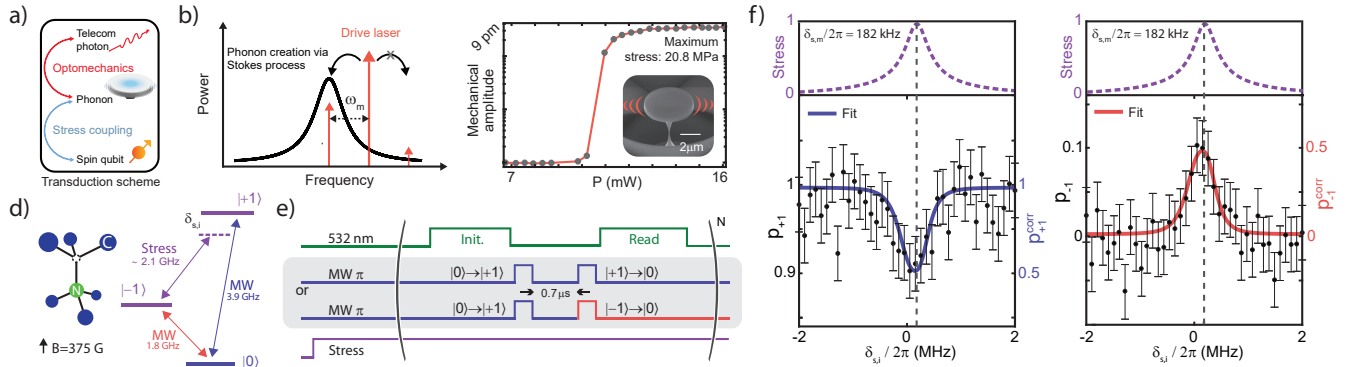 a)
Telecom
photon
Optomechanics
Phonon
Stress coupling
Spin qubit
Transduction scheme
b)
Phonon creation via
Stokes process
Drive laser
ω_m
Power
Frequency
9 pm
Mechanical
amplitude
Maximum
stress: 20.8 MPa
2μm
7
P (mW)
16
d)
C
N
B=375 G
|+1⟩
δ_s,i
Stress
~ 2.1 GHz
|−1⟩
MW
3.9 GHz
MW
1.8 GHz
|0⟩
e)
532 nm
Init.
Read
N
MW π
|0⟩→|+1⟩
|+1⟩→|0⟩
or
0.7 μs
MW π
|0⟩→|+1⟩
|−1⟩→|0⟩
Stress
f)
1
Stress
1
δ_s,m/2π = 182 kHz
Fit
1
0.9
p_+1
1
0.5
p_+1^corr
-2
0
2
δ_s,i /2π (MHz)
1
Stress
0
δ_s,m/2π = 182 kHz
Fit
0.1
0
p_-1
0.5
0
p_-1^corr
-2
0
2
δ_s,i /2π (MHz)